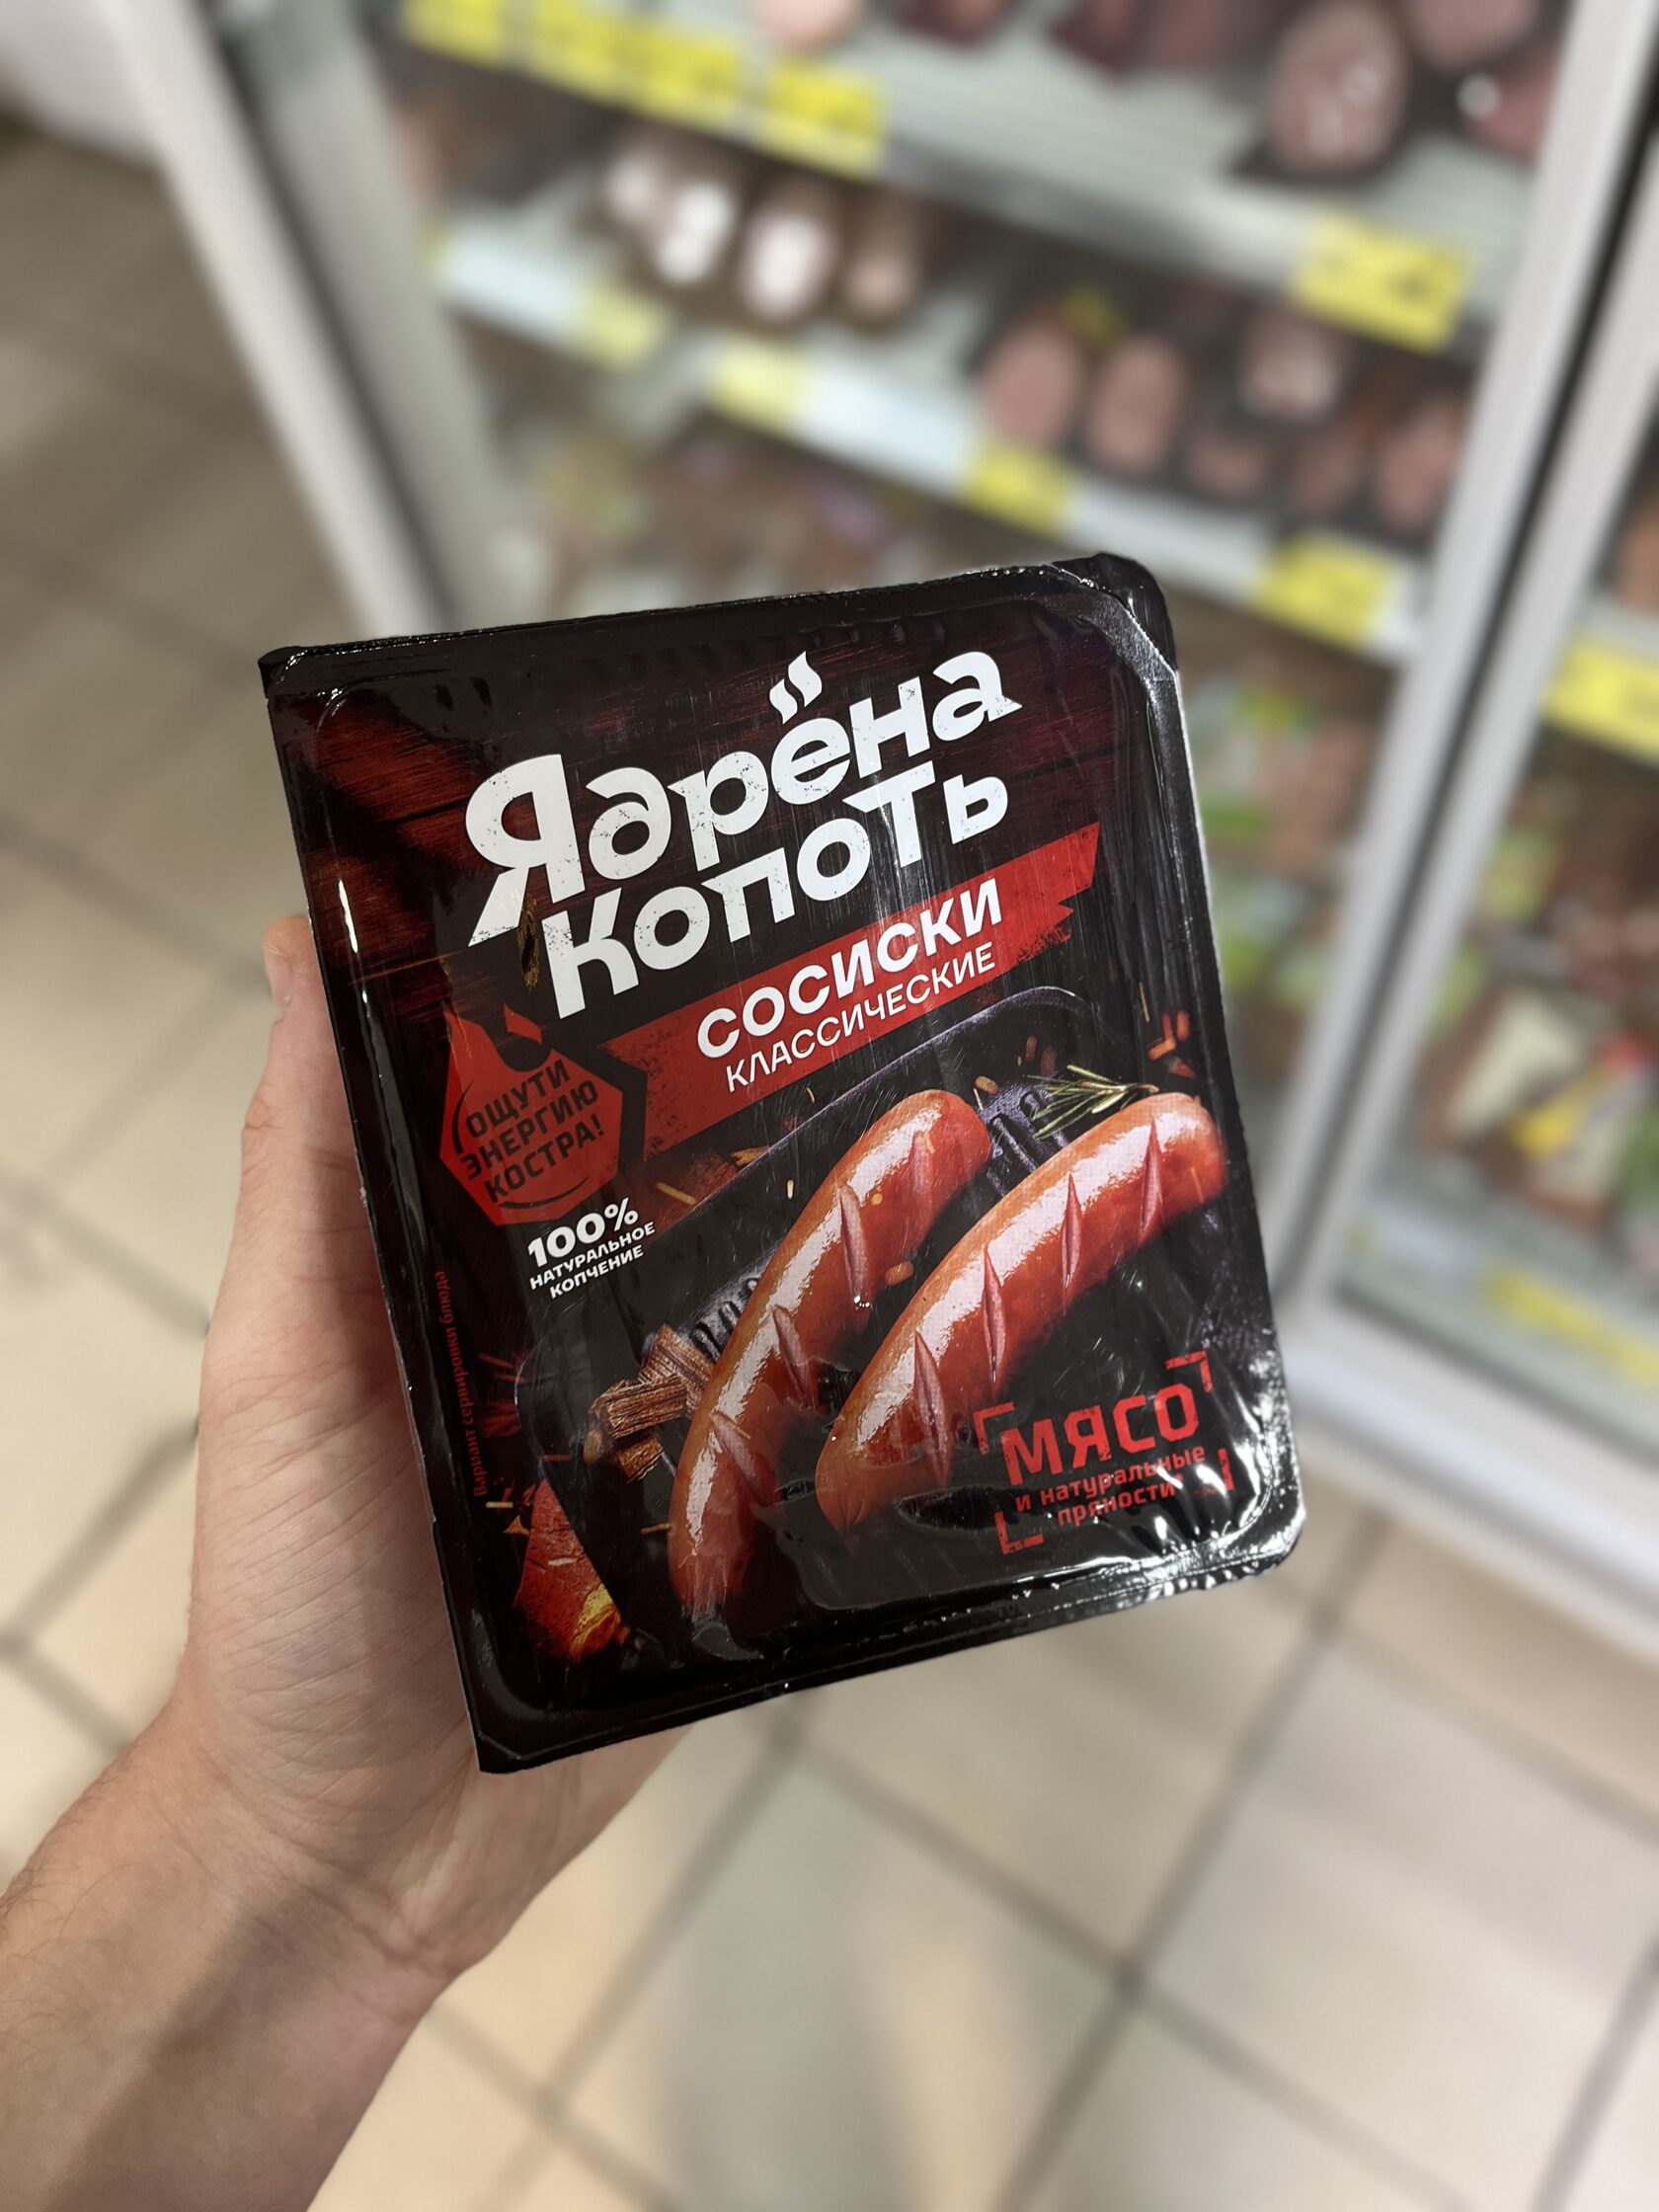 Ядрёна
копоть
СОСИСКИ
КЛАССИЧЕСКИЕ
ОЩУТИ
ЭНЕРГИЮ
КОСТРА!
100%
НАТУРАЛЬНОЕ
КОПЧЕНИЕ
Вариант сервировки блюда
МЯСО
и натуральные
пряности